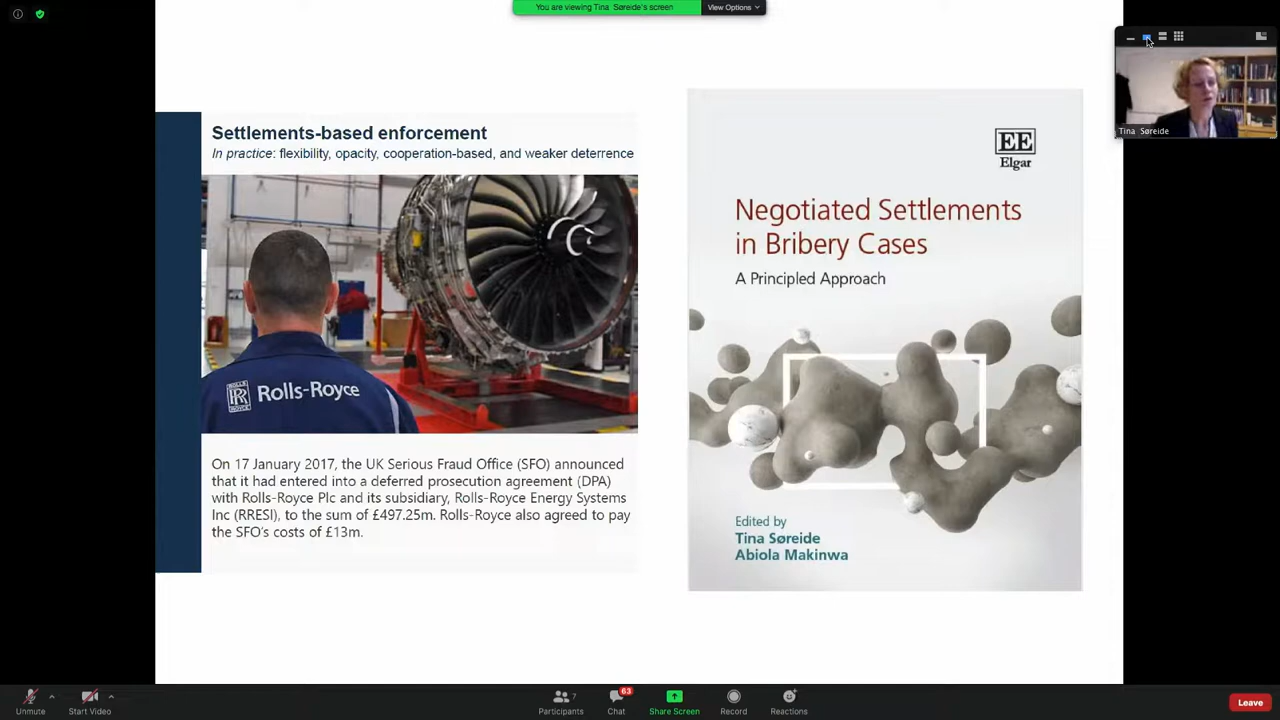 You are viewing Tina Søreide's screen
View Options
Tina Søreide
Settlements-based enforcement
In practice: flexibility, opacity, cooperation-based, and weaker deterrence
ROLLS
RR
ROYCE
Rolls-Royce
On 17 January 2017, the UK Serious Fraud Office (SFO) announced
that it had entered into a deferred prosecution agreement (DPA)
with Rolls-Royce Plc and its subsidiary, Rolls-Royce Energy Systems
Inc (RRESI), to the sum of £497.25m. Rolls-Royce also agreed to pay
the SFO's costs of £13m.
EE
Elgar
Negotiated Settlements
in Bribery Cases
A Principled Approach
Edited by
Tina Søreide
Abiola Makinwa
Unmute
Start Video
Participants
7
Chat
63
Share Screen
Record
Reactions
Leave